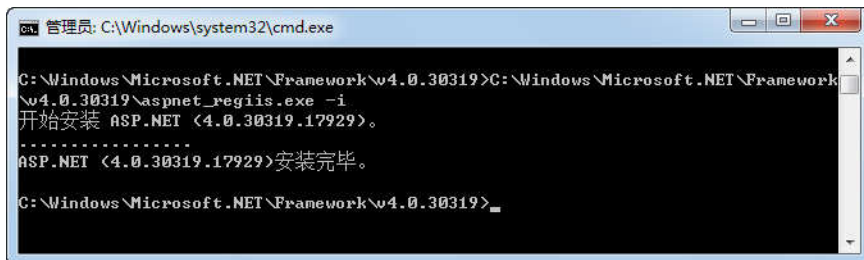 管理员: C:\Windows\system32\cmd.exe
C:\Windows\Microsoft.NET\Framework\v4.0.30319>C:\Windows\Microsoft.NET\Framework
\v4.0.30319\aspnet_regiis.exe -i
开始安装 ASP.NET (4.0.30319.17929)。
.................
ASP.NET (4.0.30319.17929)安装完毕。
C:\Windows\Microsoft.NET\Framework\v4.0.30319>_